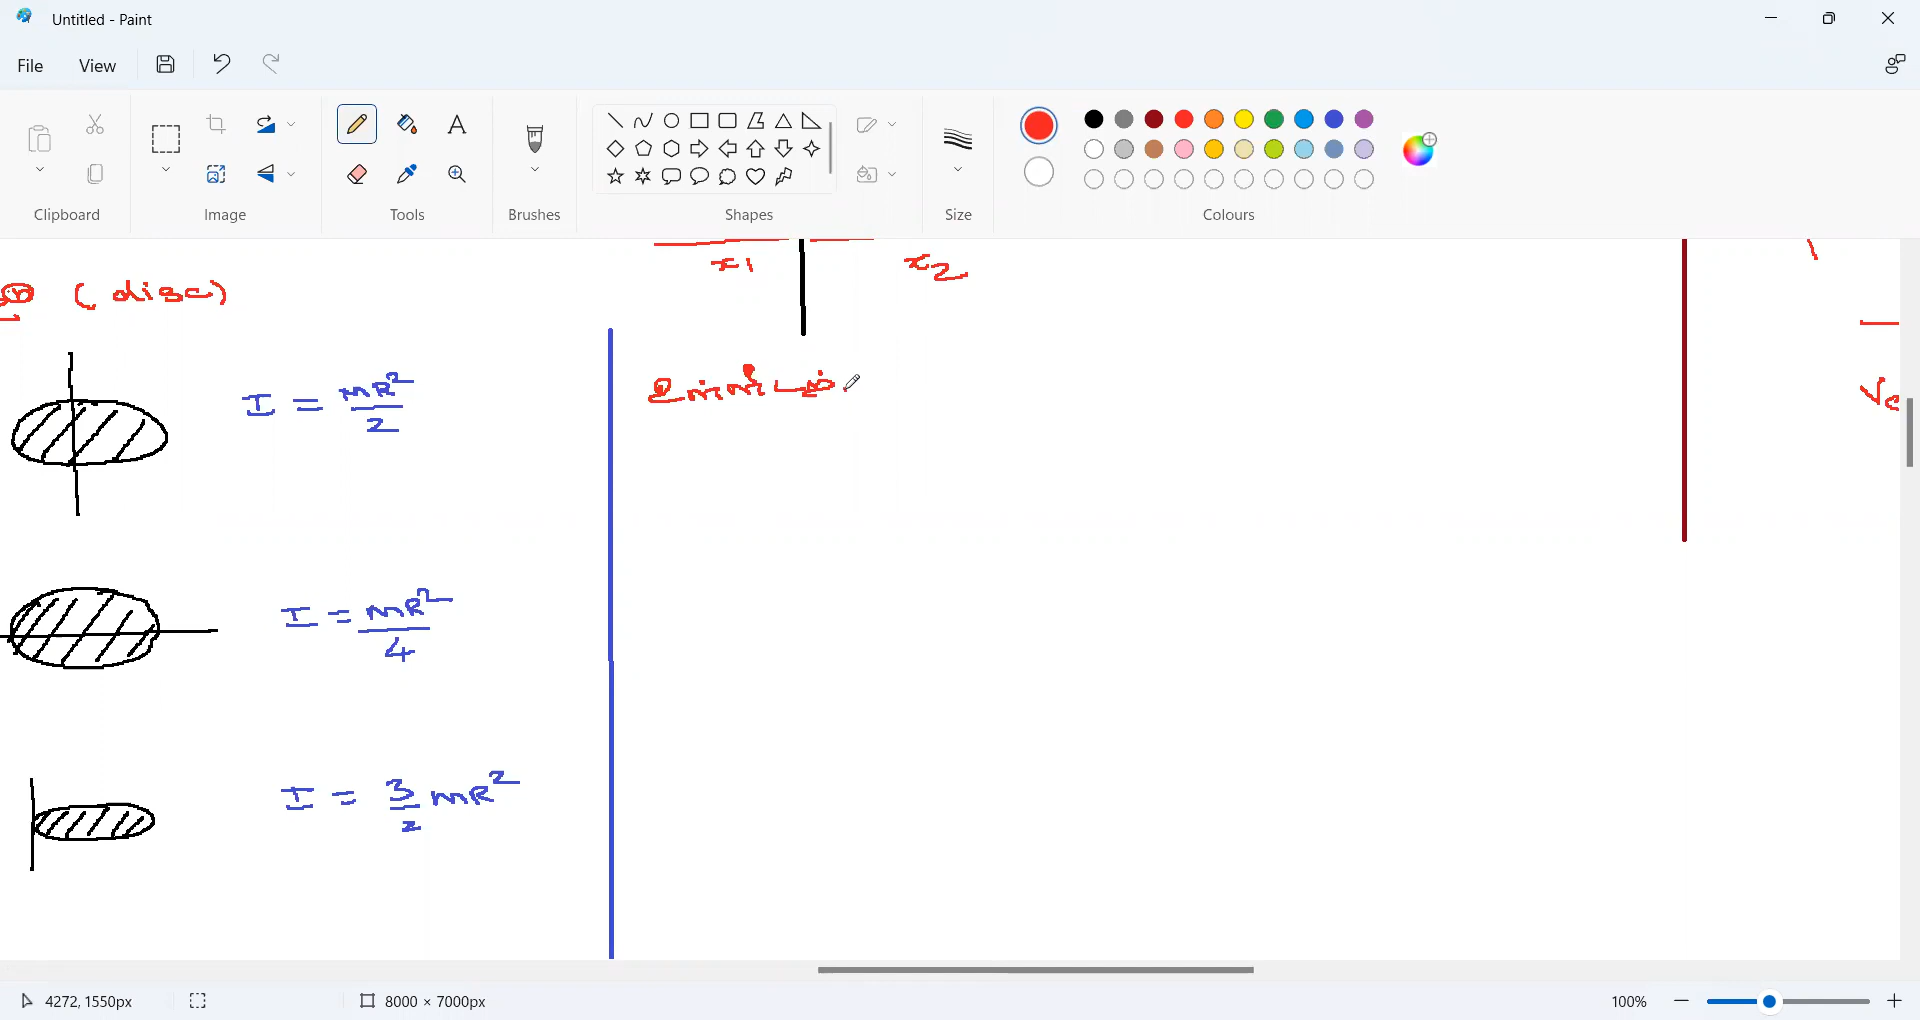 Untitled - Paint
File View
Clipboard Image Tools Brushes Shapes Size Colours
x1 x2
( disc)
I = mR²/2
I = mR²/4
I = 3/2 mR²
4272, 1550px 8000 × 7000px 100%